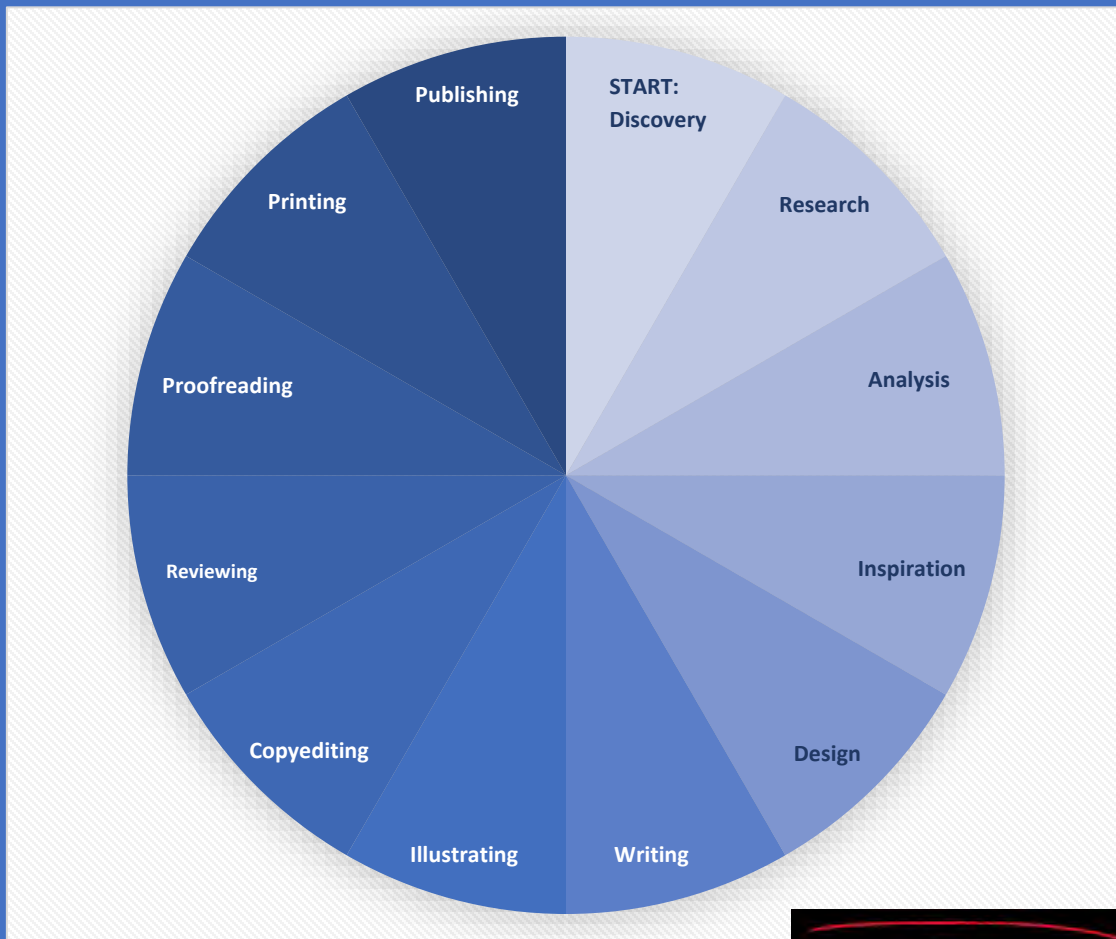 START:
Discovery
Research
Analysis
Inspiration
Design
Writing
Illustrating
Copyediting
Reviewing
Proofreading
Printing
Publishing